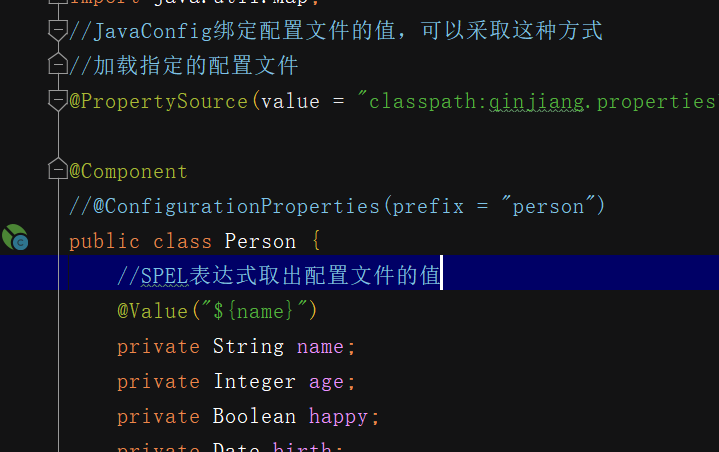 import java.util.Map;
//JavaConfig绑定配置文件的值，可以采取这种方式
//加载指定的配置文件
@PropertySource(value = "classpath:qinjiang.properties
@Component
//@ConfigurationProperties(prefix = "person")
public class Person {
//SPEL表达式取出配置文件的值
@Value("${name}")
private String name;
private Integer age;
private Boolean happy;
private Date birth;